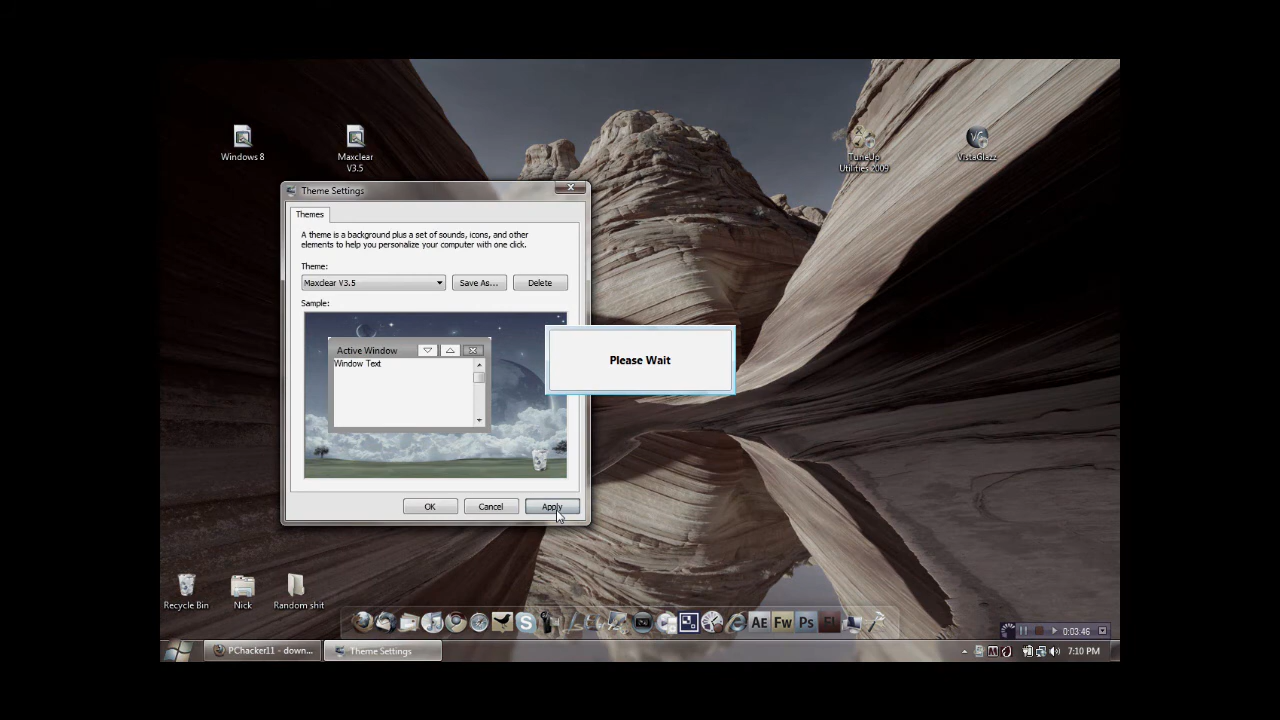 Windows 8
Maxclear
V3.5
TuneUp
Utilities 2009
VistaGlazz
Theme Settings
Themes
A theme is a background plus a set of sounds, icons, and other
elements to help you personalize your computer with one click.
Theme:
Maxclear V3.5
Save As...
Delete
Sample:
Active Window
Window Text
Please Wait
OK
Cancel
Apply
Recycle Bin
Nick
Random shit
AE
Fw
Ps
Fl
0:03:46
PChacker11 - down...
Theme Settings
7:10 PM